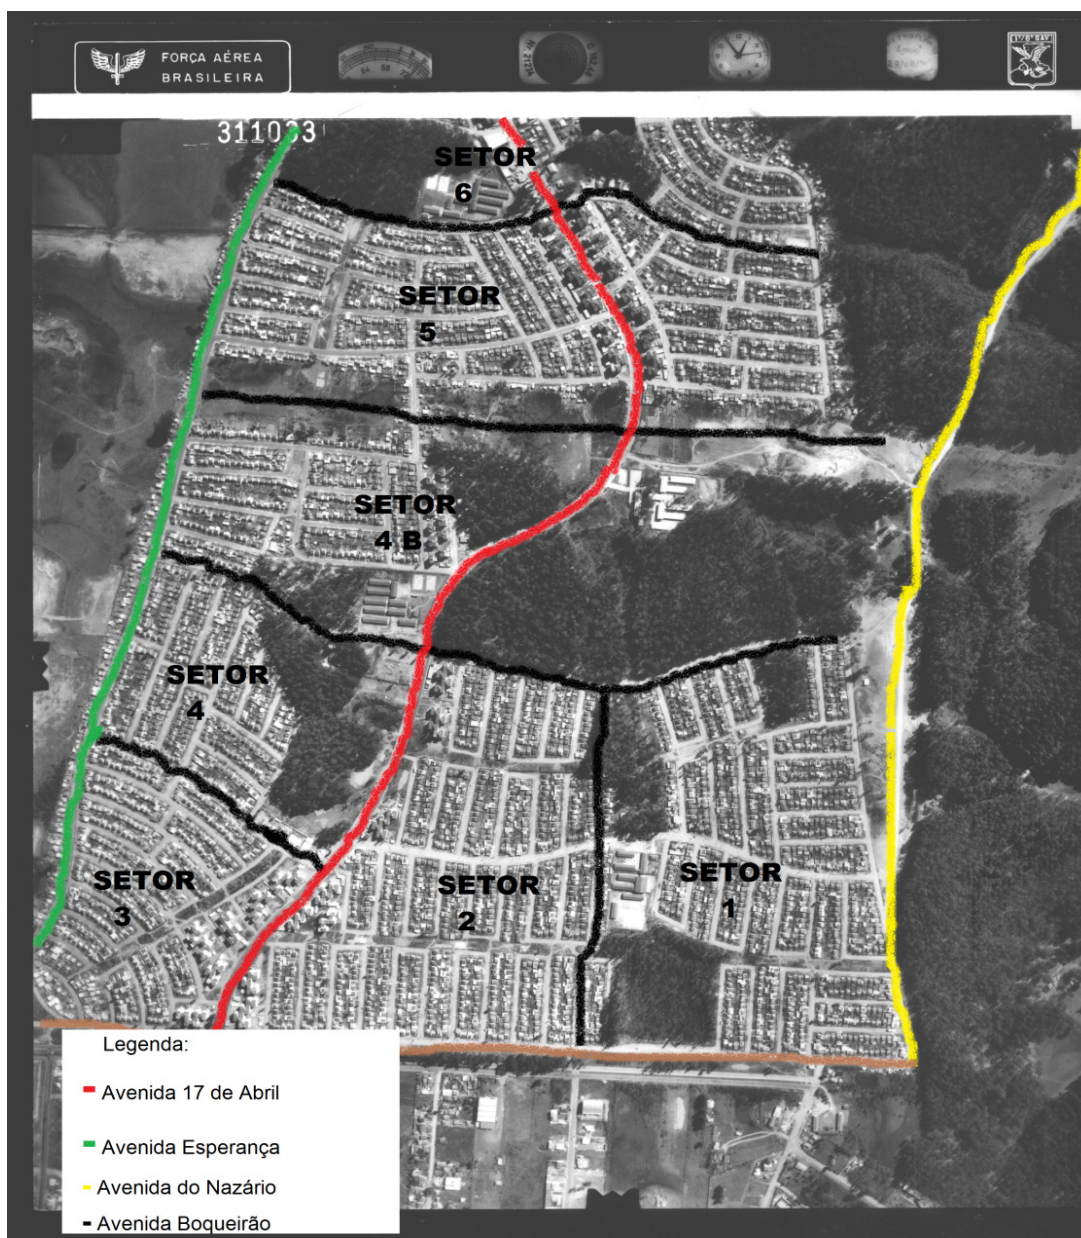 FORÇA AÉREA
BRASILEIRA
311033
SETOR
6
SETOR
5
SETOR
4 B
SETOR
4
SETOR
3
SETOR
2
SETOR
1
Legenda:
Avenida 17 de Abril
Avenida Esperança
Avenida do Nazário
Avenida Boqueirão